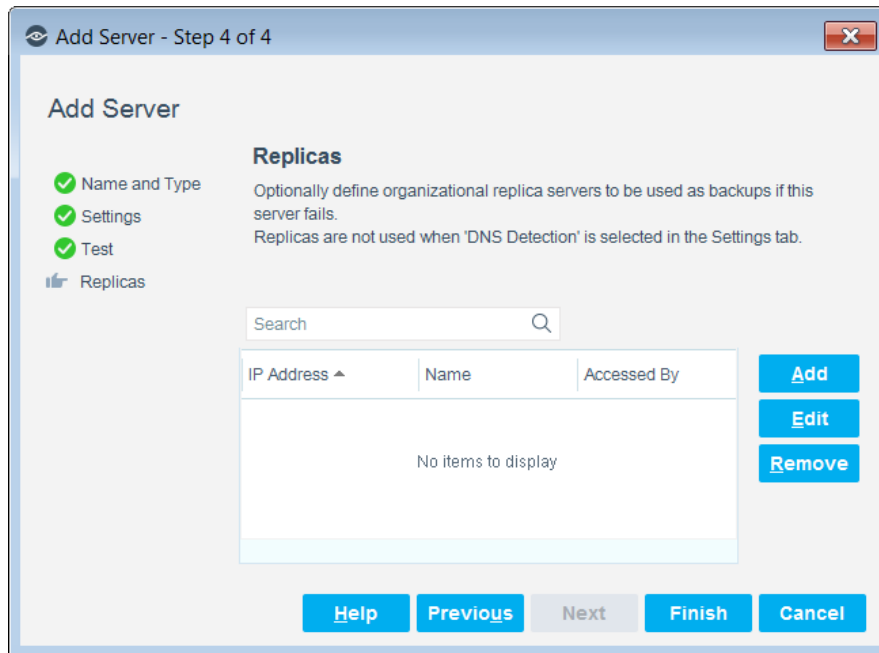 Add Server - Step 4 of 4
Add Server
Name and Type
Settings
Test
Replicas
Replicas
Optionally define organizational replica servers to be used as backups if this
server fails.
Replicas are not used when 'DNS Detection' is selected in the Settings tab.
Search
IP Address Name Accessed By
No items to display
Add
Edit
Remove
Help Previous Next Finish Cancel